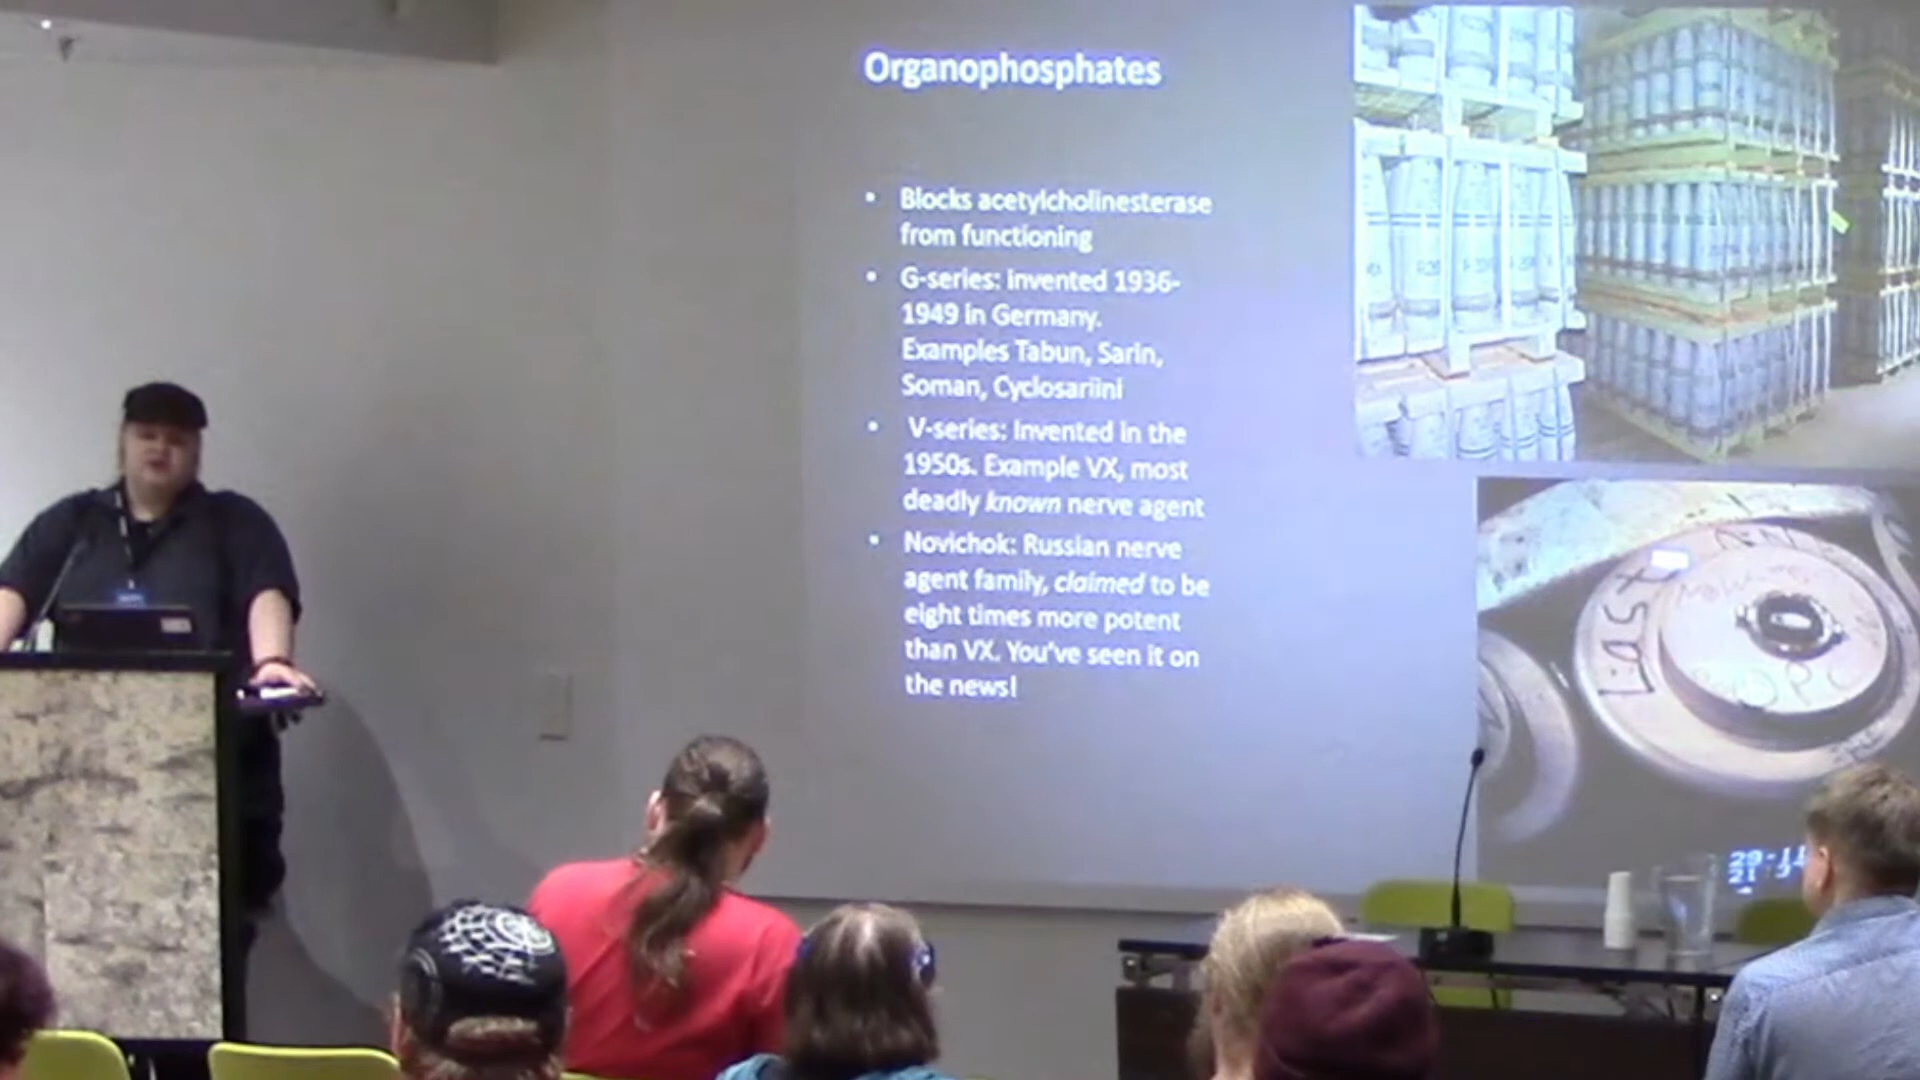 Organophosphates
• Blocks acetylcholinesterase
from functioning
• G-series: invented 1936-
1949 in Germany.
Examples Tabun, Sarin,
Soman, Cyclosariini
• V-series: Invented in the
1950s. Example VX, most
deadly known nerve agent
• Novichok: Russian nerve
agent family, claimed to be
eight times more potent
than VX. You've seen it on
the news!
LAST